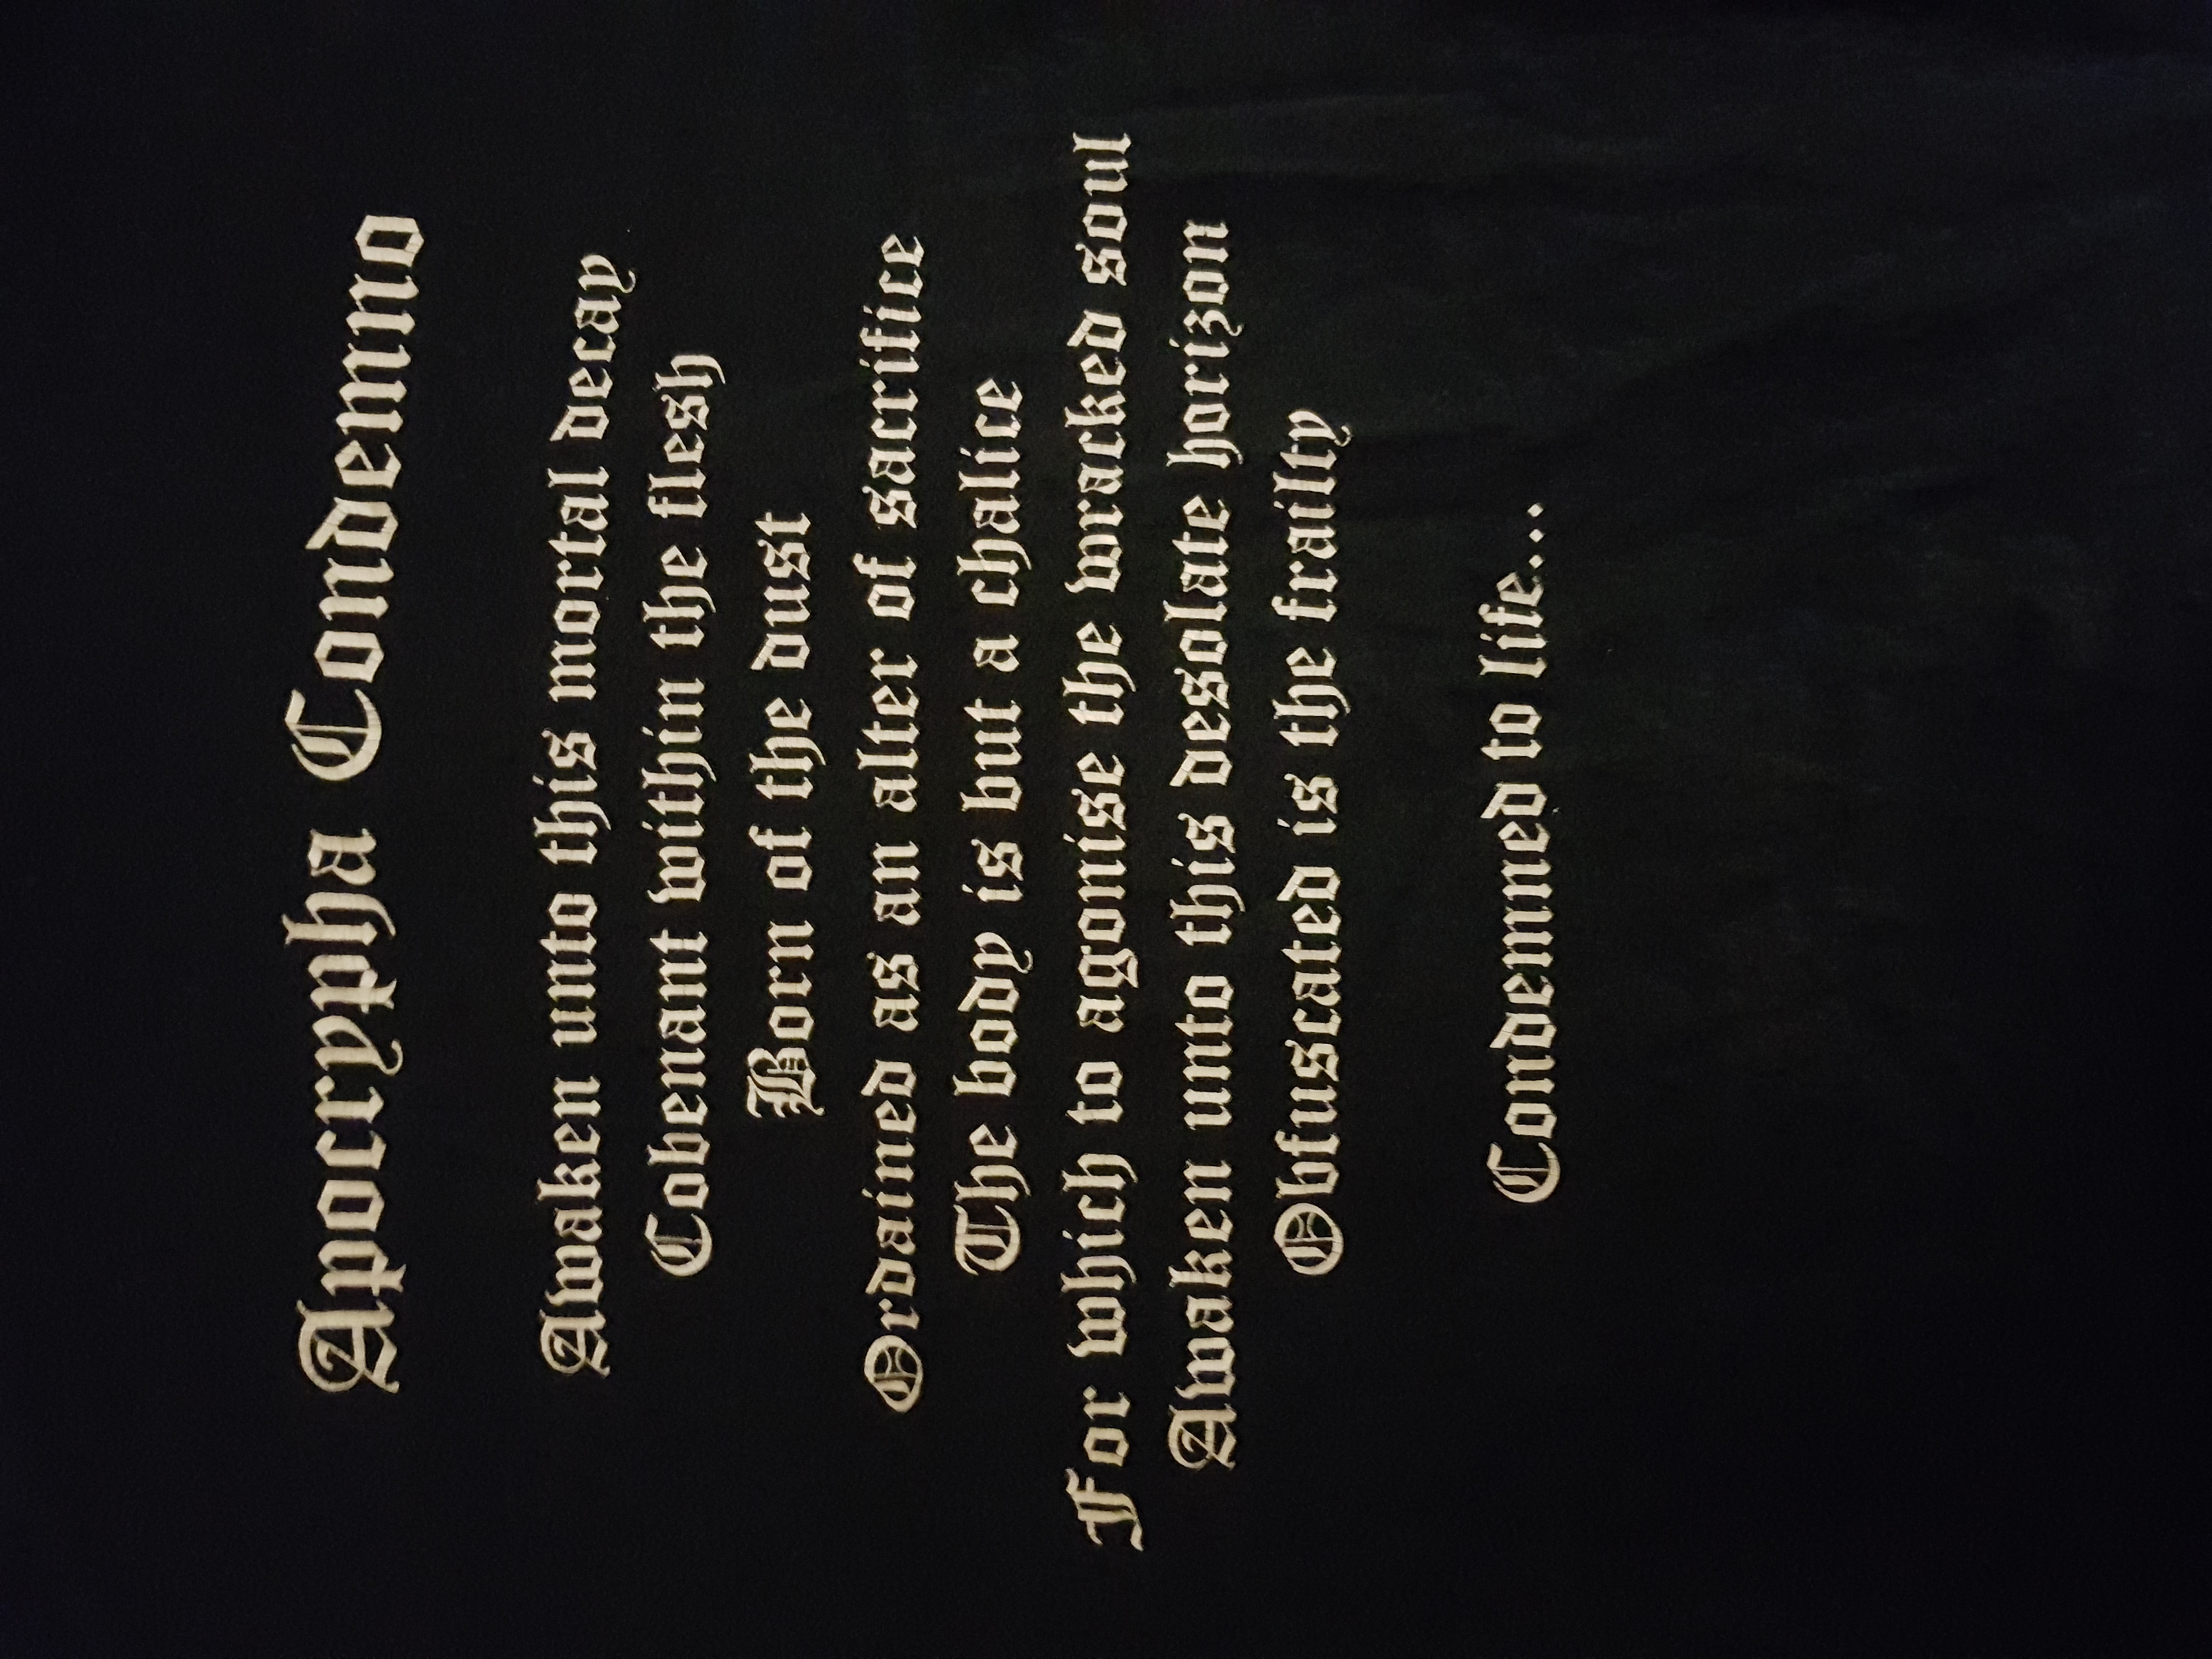 Apocrypha Condemno
Awaken unto this mortal decay
Covenant within the flesh
Born of the dust
Ordained as an alter of sacrifice
The body is but a chalice
For which to agonise the wracked soul
Awaken unto this desolate horizon
Obfuscated is the frailty
Condemned to life...